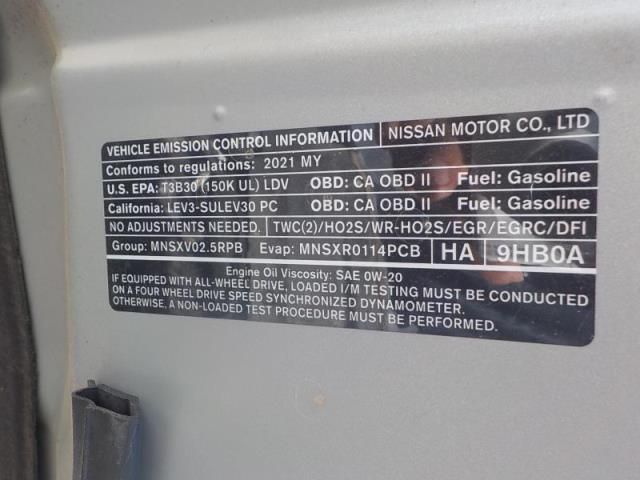 VEHICLE EMISSION CONTROL INFORMATION NISSAN MOTOR CO., LTD
Conforms to regulations: 2021 MY
U.S. EPA: T3B30 (150K UL) LDV OBD: CA OBD II Fuel: Gasoline
California: LEV3-SULEV30 PC OBD: CA OBD II Fuel: Gasoline
NO ADJUSTMENTS NEEDED. TWC(2)/HO2S/WR-HO2S/EGR/EGRC/DFI
Group: MNSXV02.5RPB Evap: MNSXR0114PCB HA 9HB0A
Engine Oil Viscosity: SAE 0W-20
IF EQUIPPED WITH ALL-WHEEL DRIVE, LOADED I/M TESTING MUST BE CONDUCTED
ON A FOUR WHEEL DRIVE SPEED SYNCHRONIZED DYNAMOMETER.
ALTERNATIVELY, A NON-LOADED TEST PROCEDURE MUST BE PERFORMED.